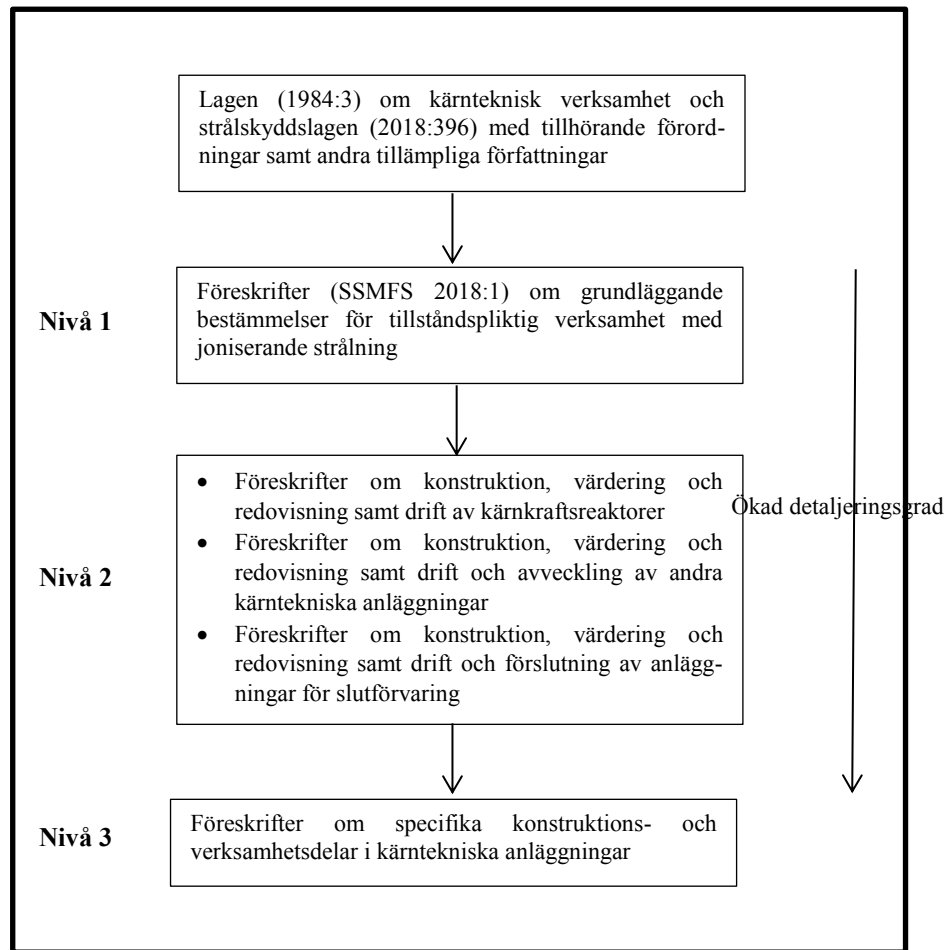 Lagen (1984:3) om kärnteknisk verksamhet och
strålskyddslagen (2018:396) med tillhörande förord-
ningar samt andra tillämpliga författningar
Nivå 1
Föreskrifter (SSMFS 2018:1) om grundläggande
bestämmelser för tillståndspliktig verksamhet med
joniserande strålning
Nivå 2
• Föreskrifter om konstruktion, värdering och
redovisning samt drift av kärnkraftsreaktorer
• Föreskrifter om konstruktion, värdering och
redovisning samt drift och avveckling av andra
kärntekniska anläggningar
• Föreskrifter om konstruktion, värdering och
redovisning samt drift och förslutning av anlägg-
ningar för slutförvaring
Ökad detaljeringsgrad
Nivå 3
Föreskrifter om specifika konstruktions- och
verksamhetsdelar i kärntekniska anläggningar